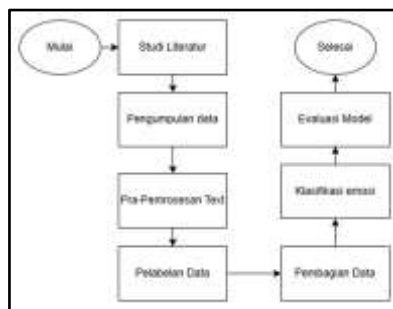 Mulai
Studi Literatur
Pengumpulan data
Pra-Pemrosesan Text
Pelabelan Data
Pembagian Data
Klasifikasi emosi
Evaluasi Model
Selesai